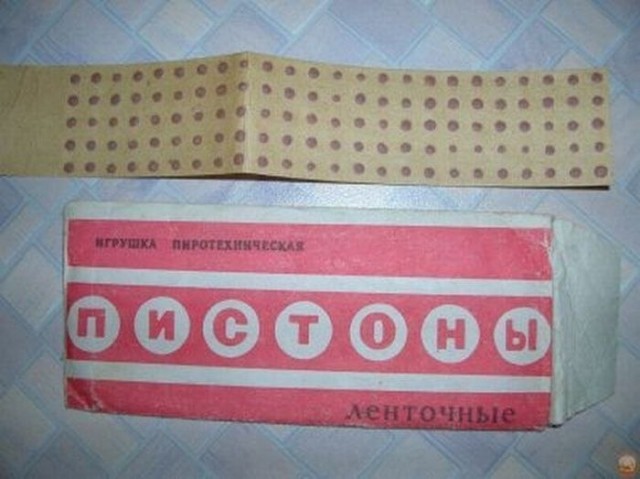 ИГРУШКА ПИРОТЕХНИЧЕСКАЯ
ПИСТОНЫ
ленточные